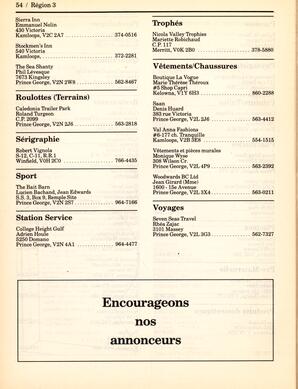 54 / Région 3
Sierra Inn
Emmanuel Nolin
430 Victoria
Kamloops, V2C 2A7 374-0516
Stockmen's Inn
540 Victoria
Kamloops, 372-2281
The Sea Shanty
Phil Lévesque
7673 Kingsley
Prince George, V2N 2W8 562-8467
Roulottes (Terrains)
Caledonia Trailer Park
Roland Turgeon
C.P. 2099
Prince George, V2N 2J6 563-2818
Sérigraphie
Robert Vignola
S-12, C-11, R.R.1
Winfield, V0H 2C0 766-4435
Sport
The Bait Barn
Lucien Bachand, Jean Edwards
S.S. 3, Box 9, Remple Site
Prince George, V2N 2S7 964-7166
Station Service
College Height Gulf
Adrien Houle
5250 Domano
Prince George, V2N 4A1 964-4477
Trophés
Nicola Valley Trophies
Mariette Robichaud
C.P. 117
Merritt, V0K 2B0 378-5880
Vêtements/Chaussures
Boutique La Vogue
Marie Thérèse Théroux
#5 Shop Capri
Kelowna, V1Y 6H3 860-2288
Saan
Denis Huard
383 rue Victoria
Prince George, V2L 2J6 563-4412
Val Anna Fashions
#6-177 ch. Tranquille
Kamloops, V2B 3E8 554-1515
Vêtements et pièces murales
Monique Wyse
208 Wilson Cr.
Prince George, V2L 4P9 563-2392
Woodwards BC Ltd
Jean Girard (Mme)
1600 - 15e Avenue
Prince George, V2L 3X4 563-0211
Voyages
Seven Seas Travel
Rhéa Zajac
3101 Massey
Prince George, V2L 3G3 562-7327
Encourageons
nos
annonceurs